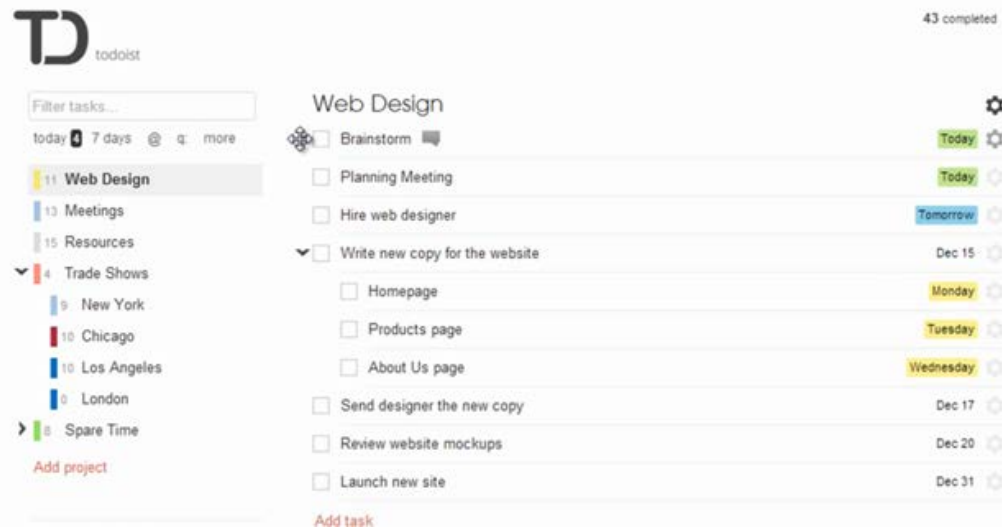 TD todoist
43 completed
Filter tasks...
today 4 7 days @ q: more
11 Web Design
13 Meetings
15 Resources
4 Trade Shows
9 New York
10 Chicago
10 Los Angeles
0 London
8 Spare Time
Add project
Web Design
Brainstorm Today
Planning Meeting Today
Hire web designer Tomorrow
Write new copy for the website Dec 15
Homepage Monday
Products page Tuesday
About Us page Wednesday
Send designer the new copy Dec 17
Review website mockups Dec 20
Launch new site Dec 31
Add task